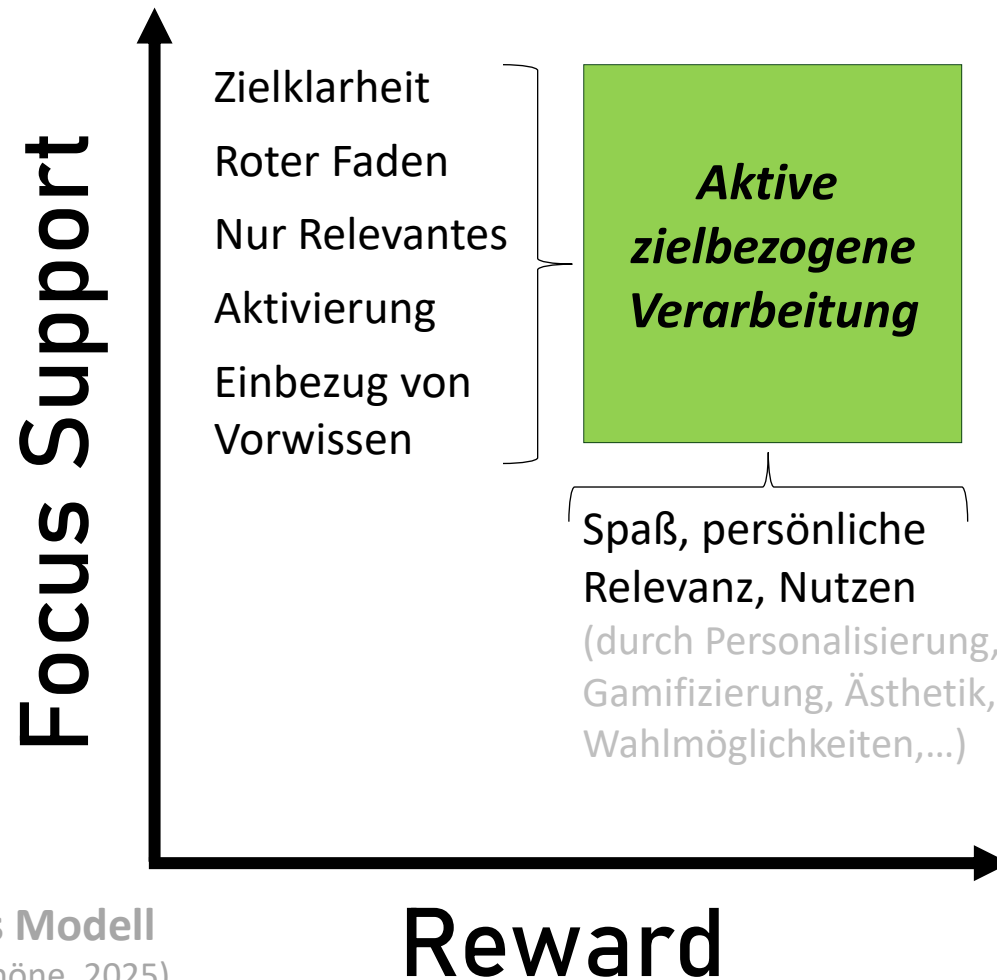 Focus Support
Zielklarheit
Roter Faden
Nur Relevantes
Aktivierung
Einbezug von
Vorwissen
Aktive
zielbezogene
Verarbeitung
Spaß, persönliche
Relevanz, Nutzen
(durch Personalisierung,
Gamifizierung, Ästhetik,
Wahlmöglichkeiten,…)
Modell
2025)
Reward